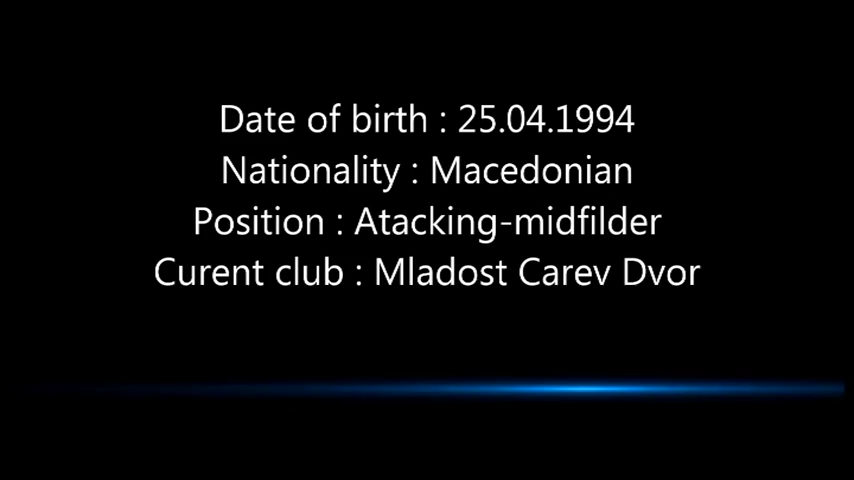 Date of birth : 25.04.1994
Nationality : Macedonian
Position : Atacking-midfilder
Curent club : Mladost Carev Dvor